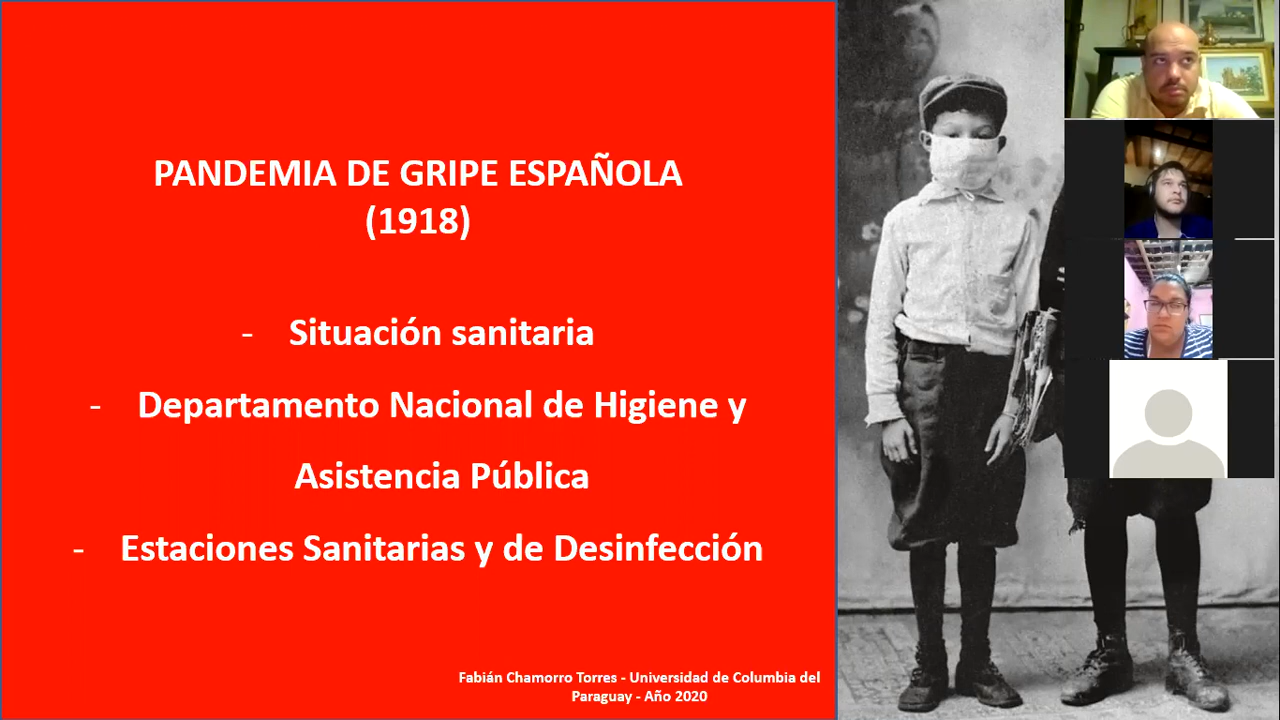 PANDEMIA DE GRIPE ESPAÑOLA
(1918)
- Situación sanitaria
- Departamento Nacional de Higiene y
Asistencia Pública
- Estaciones Sanitarias y de Desinfección
Fabián Chamorro Torres - Universidad de Columbia del
Paraguay - Año 2020